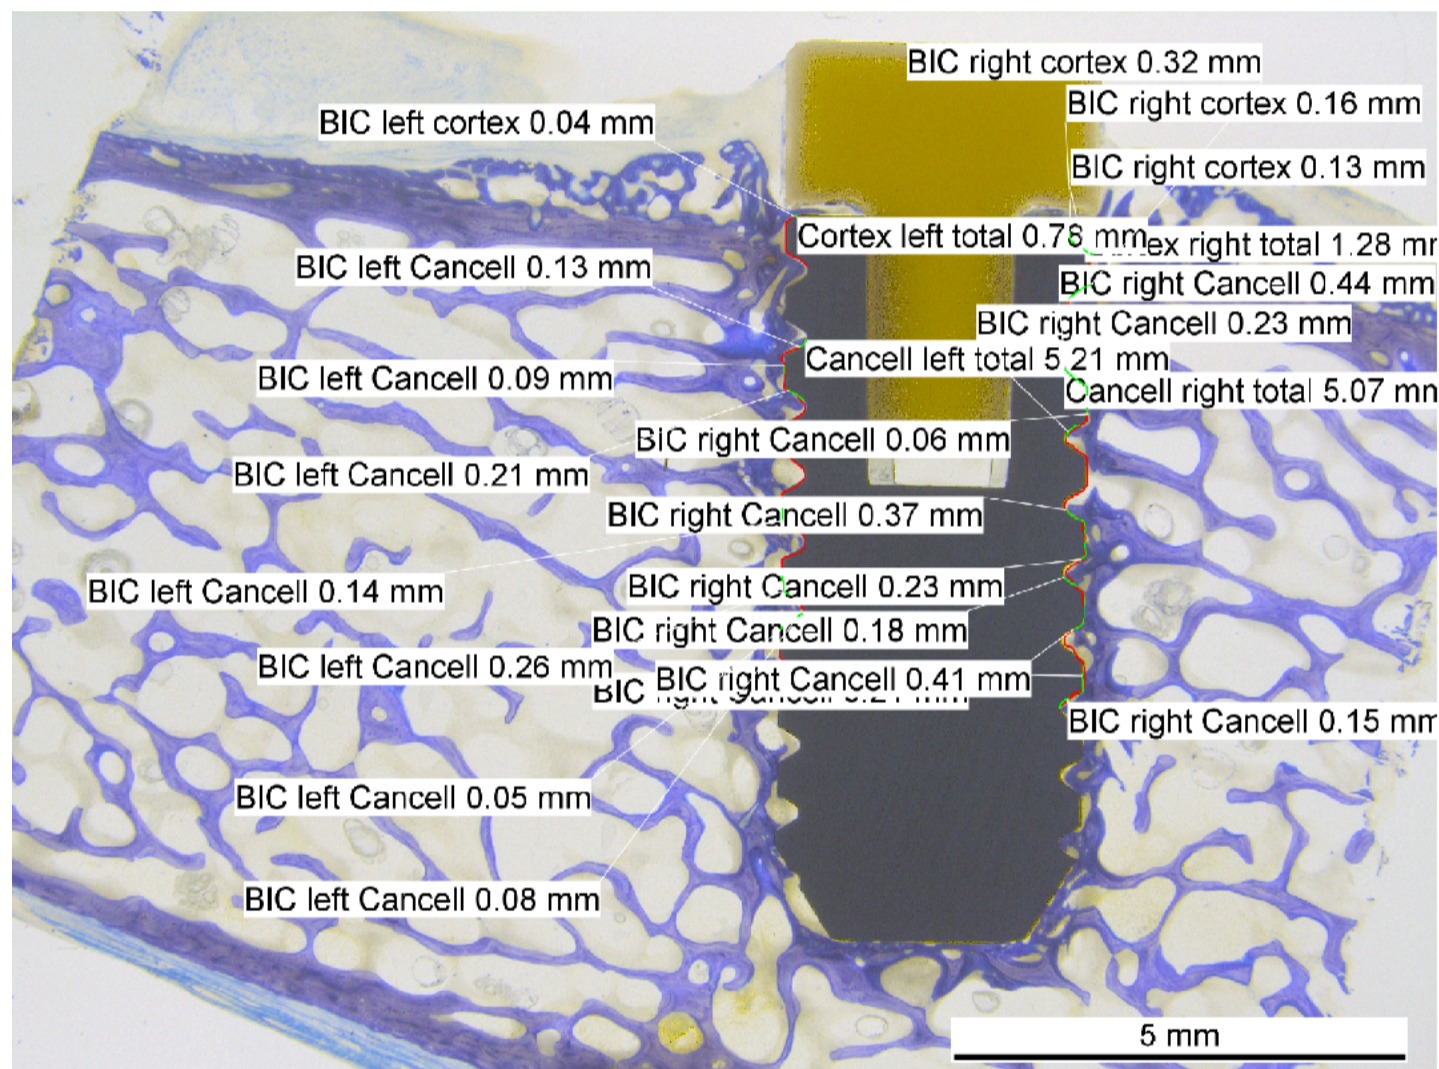 BIC right cortex 0.32 mm
BIC right cortex 0.16 mm
BIC left cortex 0.04 mm
BIC right cortex 0.13 mm
Cortex left total 0.78 mm
ex right total 1.28 mr
BIC left Cancell 0.13 mm
BIC right Cancell 0.44 mm
BIC right Cancell 0.23 mm
Cancell left total 5.21 mm
BIC left Cancell 0.09 mm
Cancell right total 5.07 mn
BIC right Cancell 0.06 mm
BIC left Cancell 0.21 mm
BIC right Cancell 0.37 mm
BIC left Cancell 0.14 mm
BIC right Cancell 0.23 mm
BIC right Cancell 0.18 mm
BIC left Cancell 0.26 mm
BIC right Cancell 0.41 mm
BIC
BIC right Cancell 0.15 mm
BIC left Cancell 0.05 mm
BIC left Cancell 0.08 mm
5 mm